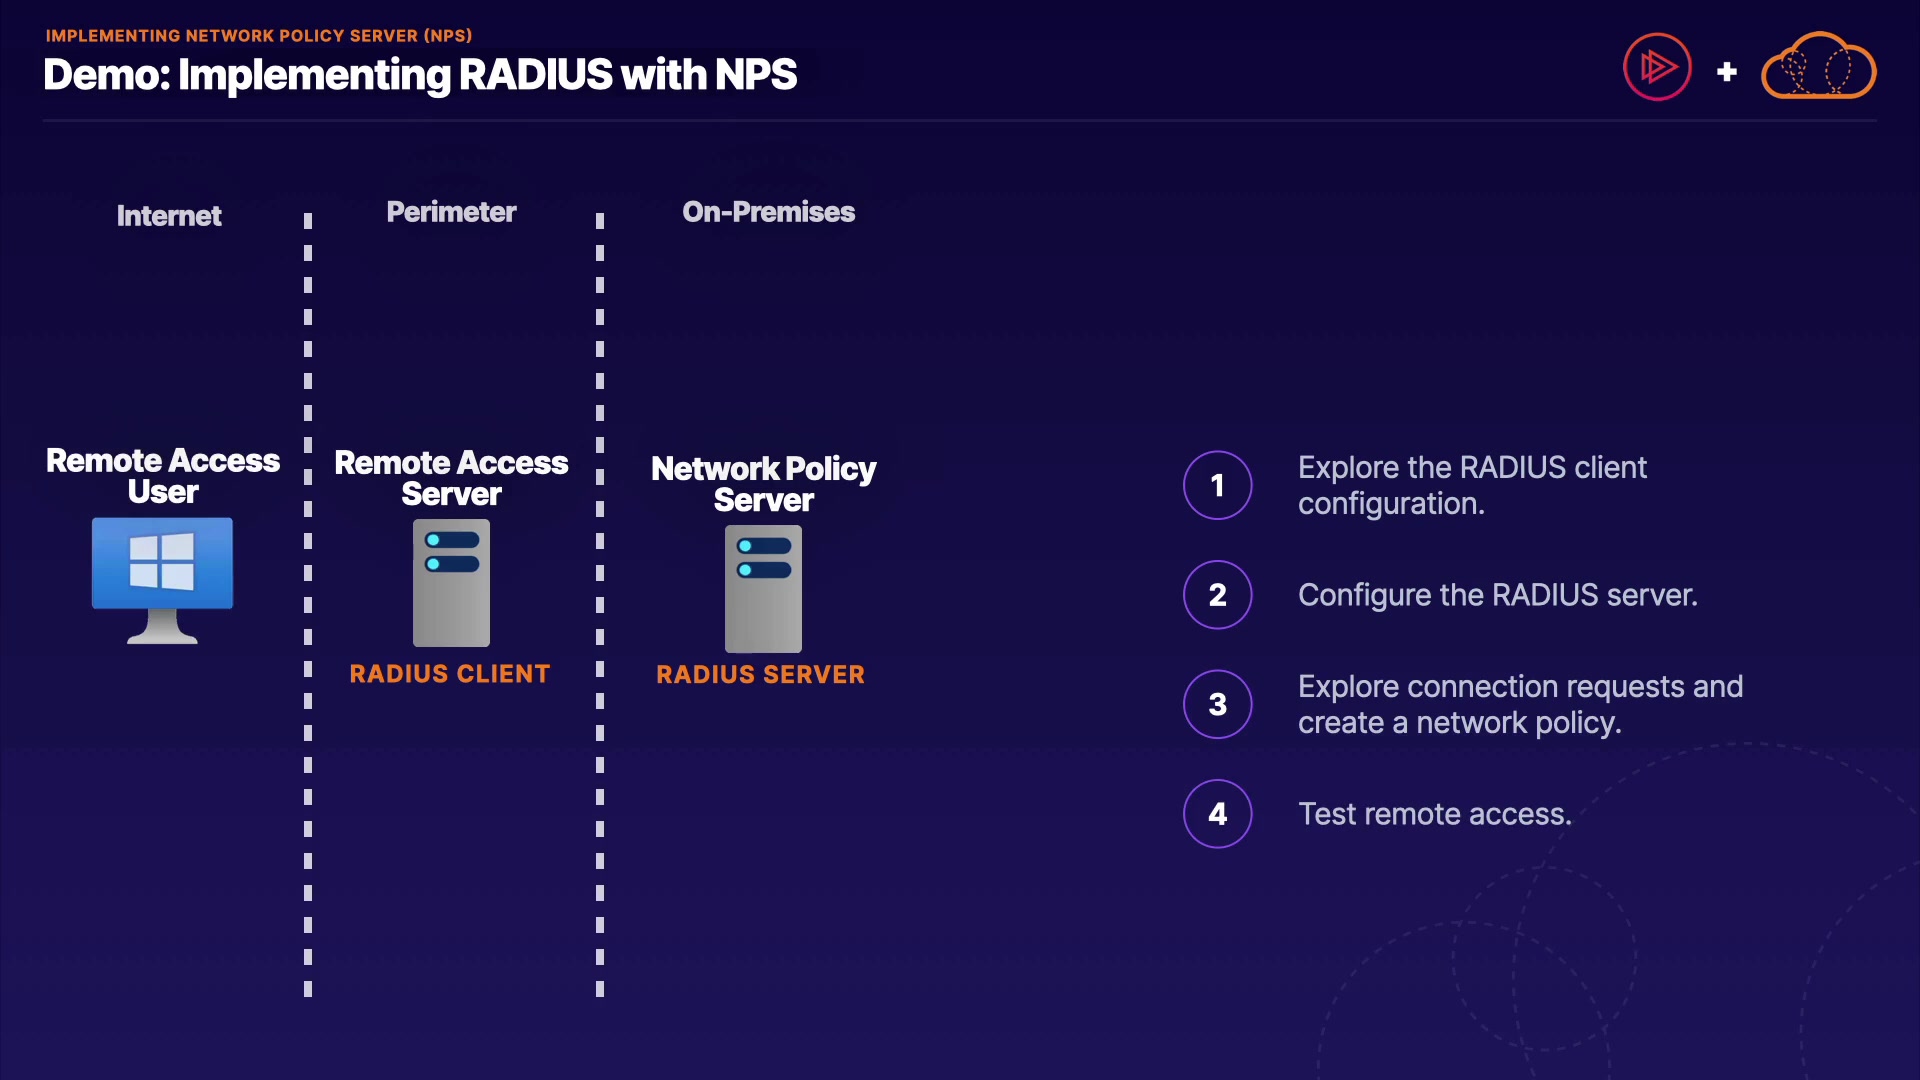 IMPLEMENTING NETWORK POLICY SERVER (NPS)
Demo: Implementing RADIUS with NPS
Internet
Perimeter
On-Premises
Remote Access
User
Remote Access
Server
RADIUS CLIENT
Network Policy
Server
RADIUS SERVER
1
Explore the RADIUS client
configuration.
2
Configure the RADIUS server.
3
Explore connection requests and
create a network policy.
4
Test remote access.